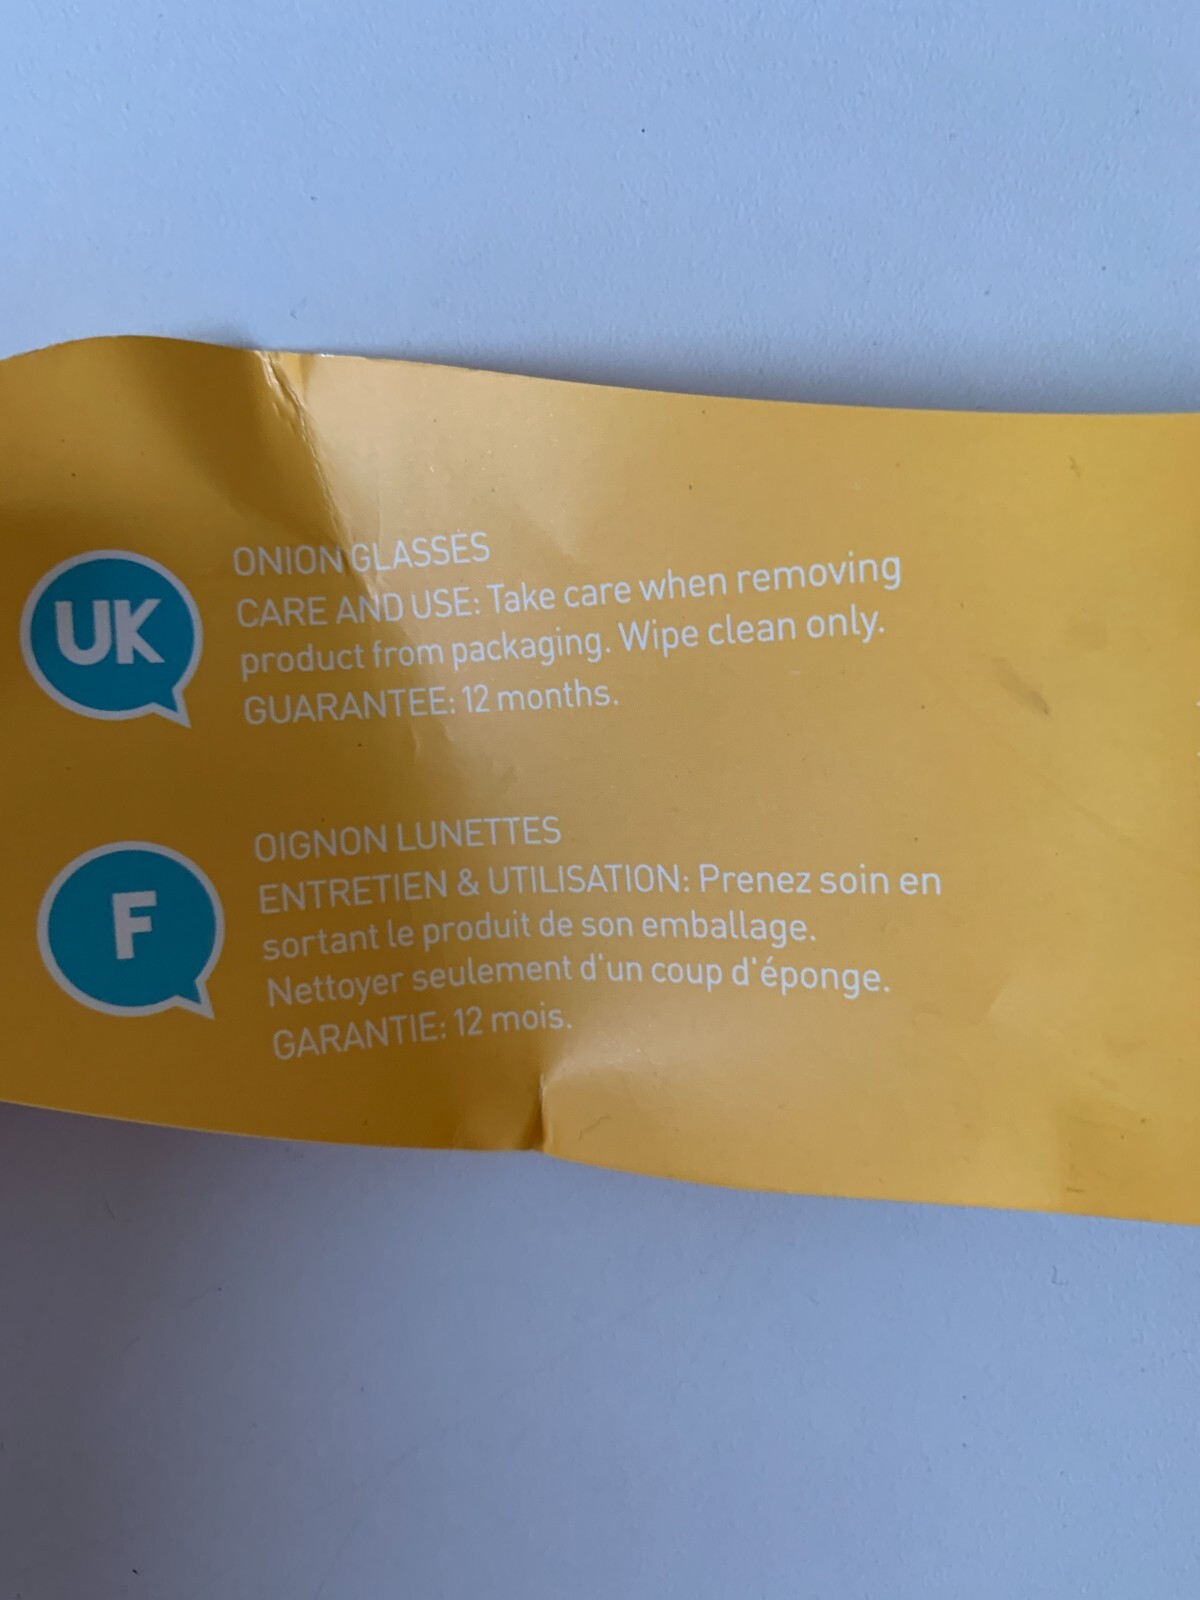 UK
ONION GLASSES
CARE AND USE: Take care when removing
product from packaging. Wipe clean only.
GUARANTEE: 12 months.
F
OIGNON LUNETTES
ENTRETIEN & UTILISATION: Prenez soin en
sortant le produit de son emballage.
Nettoyer seulement d'un coup d'éponge.
GARANTIE: 12 mois.